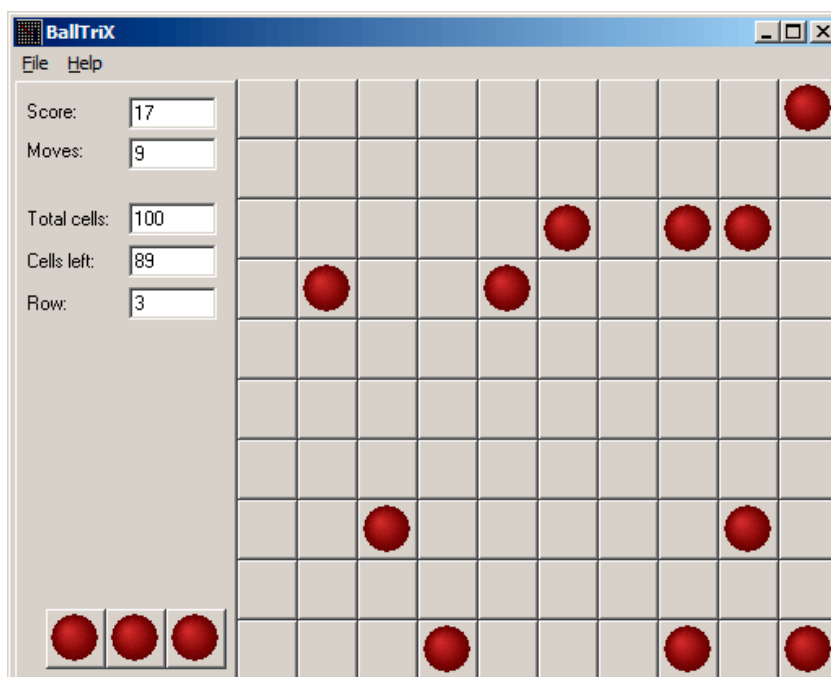 BallTriX
File Help
Score: 17
Moves: 9
Total cells: 100
Cells left: 89
Row: 3